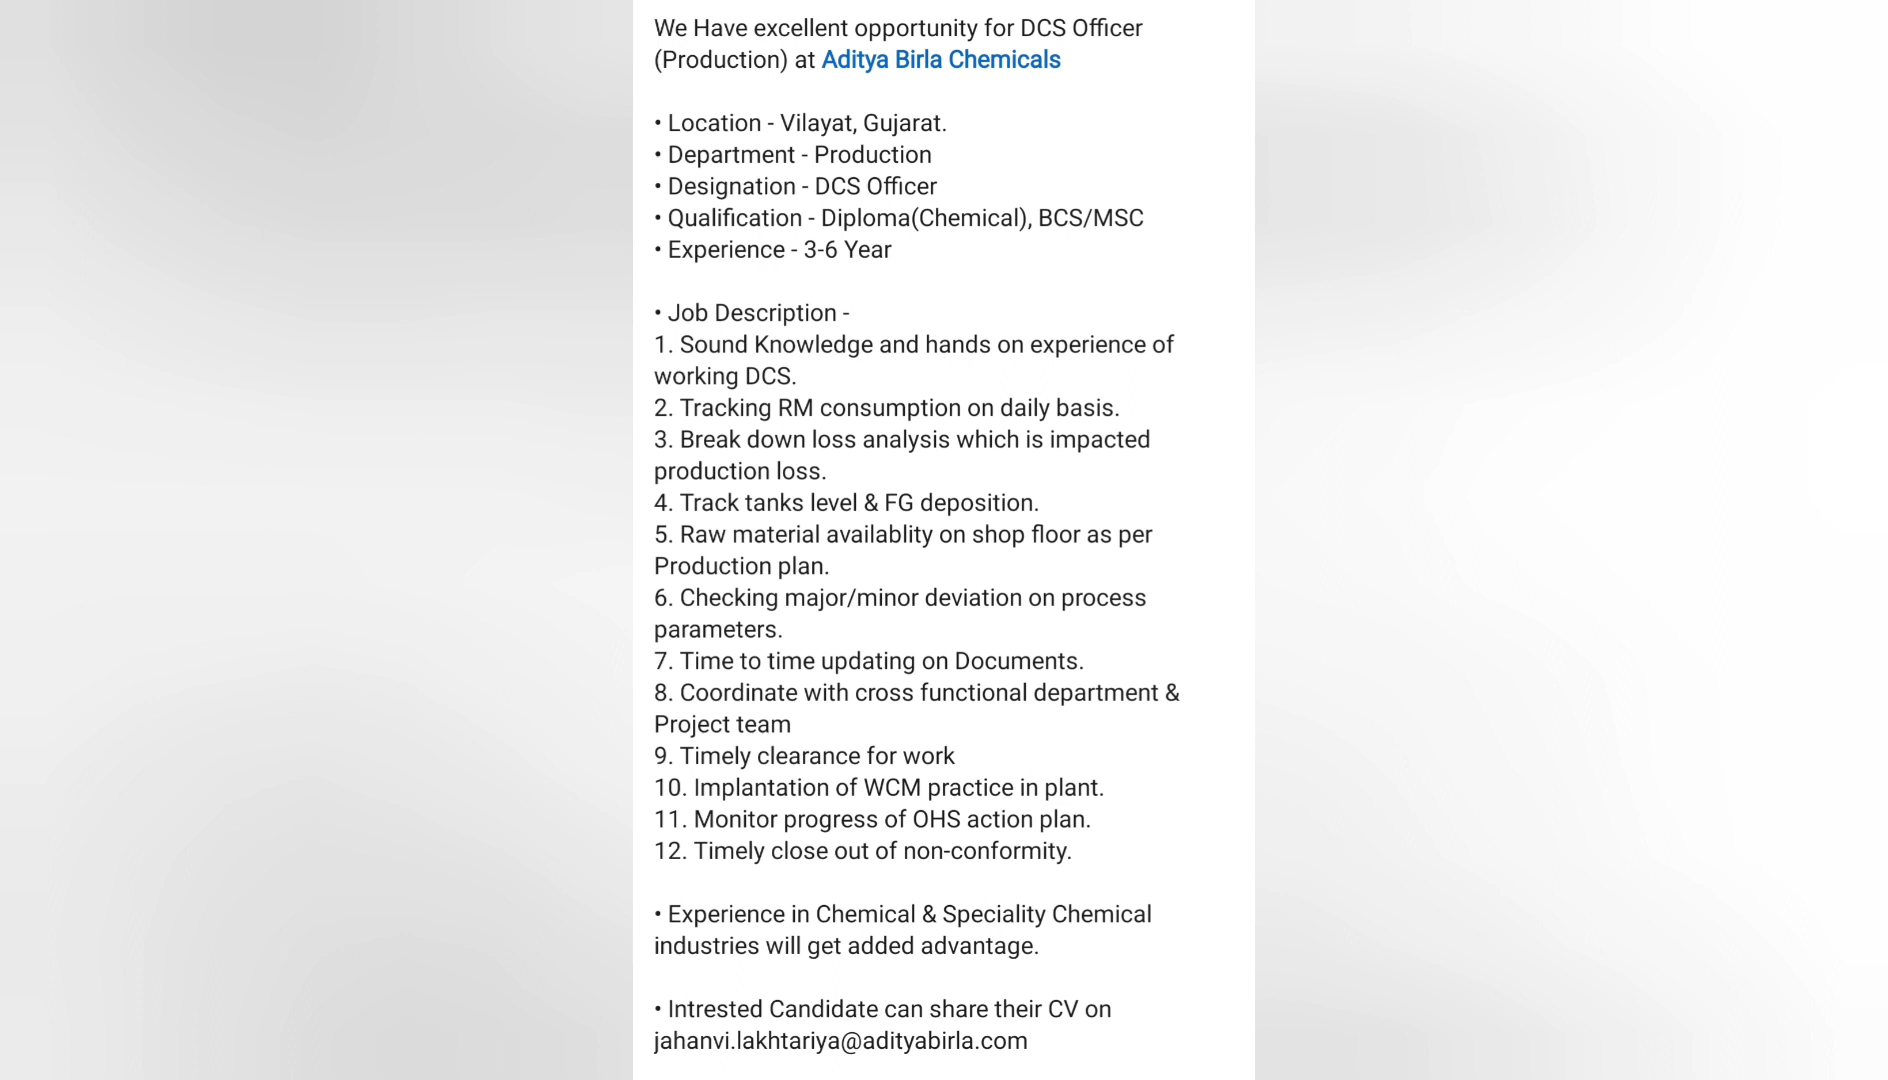 We Have excellent opportunity for DCS Officer
(Production) at Aditya Birla Chemicals
• Location - Vilayat, Gujarat.
• Department - Production
• Designation - DCS Officer
• Qualification - Diploma(Chemical), BCS/MSC
• Experience - 3-6 Year
• Job Description -
1. Sound Knowledge and hands on experience of
working DCS.
2. Tracking RM consumption on daily basis.
3. Break down loss analysis which is impacted
production loss.
4. Track tanks level & FG deposition.
5. Raw material availablity on shop floor as per
Production plan.
6. Checking major/minor deviation on process
parameters.
7. Time to time updating on Documents.
8. Coordinate with cross functional department &
Project team
9. Timely clearance for work
10. Implantation of WCM practice in plant.
11. Monitor progress of OHS action plan.
12. Timely close out of non-conformity.
• Experience in Chemical & Speciality Chemical
industries will get added advantage.
• Intrested Candidate can share their CV on
jahanvi.lakhtariya@adityabirla.com